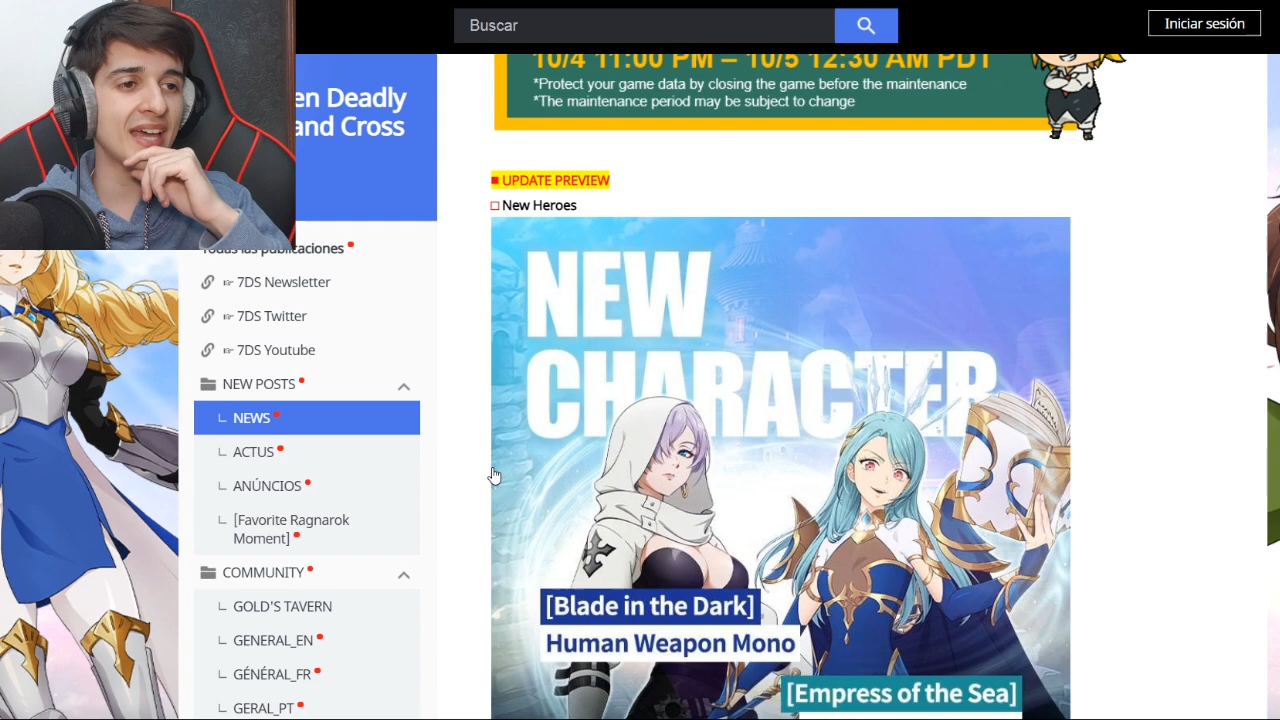 Buscar
Iniciar sesión
en Deadly
and Cross
10/4 11:00 PM – 10/5 12:30 AM PDT
*Protect your game data by closing the game before the maintenance
*The maintenance period may be subject to change
■ UPDATE PREVIEW
□ New Heroes
Todas las publicaciones
☞ 7DS Newsletter
☞ 7DS Twitter
☞ 7DS Youtube
NEW POSTS
NEWS
ACTUS
ANÚNCIOS
[Favorite Ragnarok
Moment]
COMMUNITY
GOLD'S TAVERN
GENERAL_EN
GÉNÉRAL_FR
GERAL_PT
NEW
CHARACTER
[Blade in the Dark]
Human Weapon Mono
[Empress of the Sea]